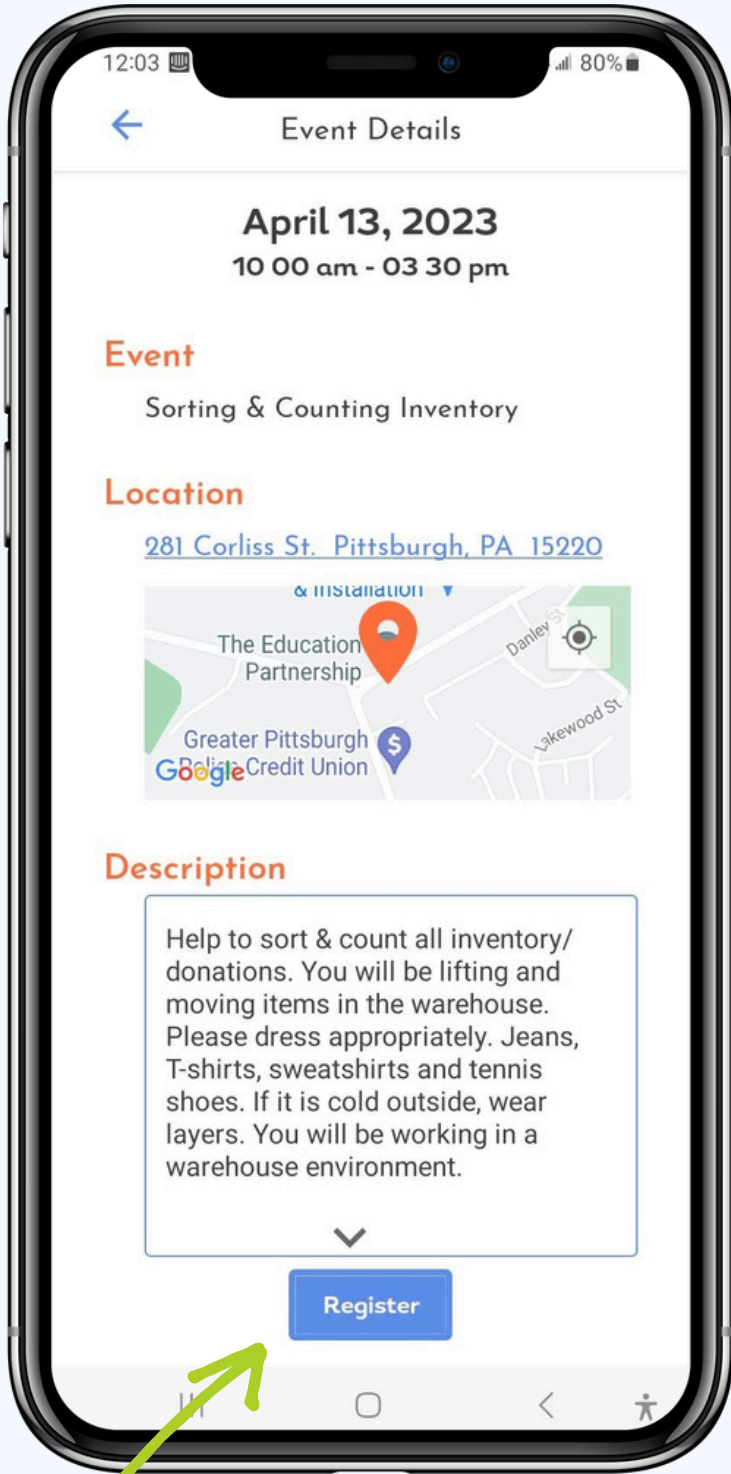 12:03
80%
Event Details
April 13, 2023
10 00 am - 03 30 pm
Event
Sorting & Counting Inventory
Location
281 Corliss St. Pittsburgh, PA 15220
& Installation
The Education
Partnership
Danley St
Lakewood St
Greater Pittsburgh
$
Police Credit Union
Google
Description
Help to sort & count all inventory/
donations. You will be lifting and
moving items in the warehouse.
Please dress appropriately. Jeans,
T-shirts, sweatshirts and tennis
shoes. If it is cold outside, wear
layers. You will be working in a
warehouse environment.
Register